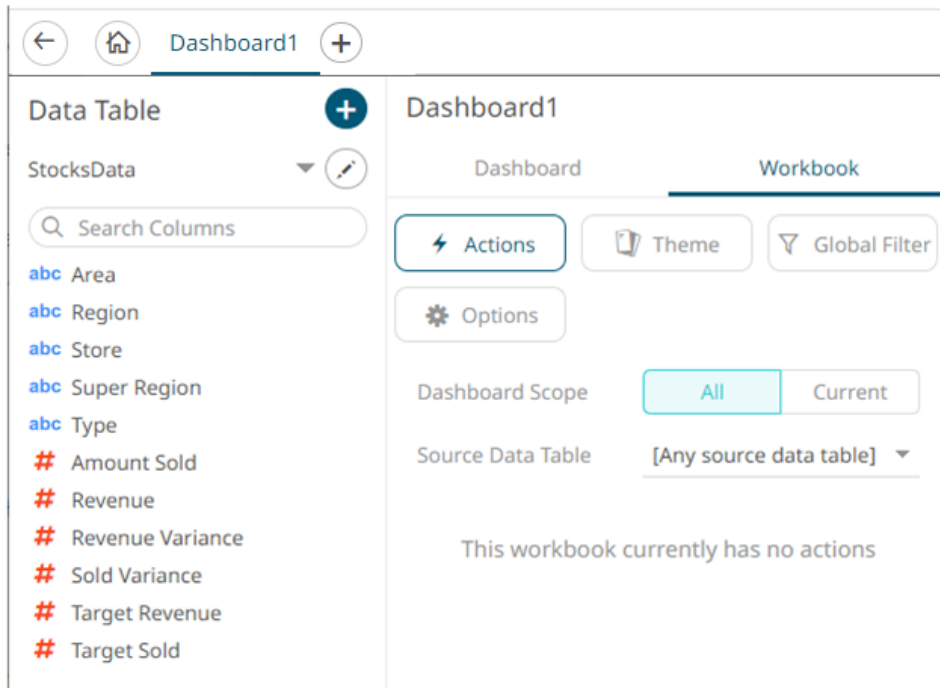 Dashboard1
Data Table
StocksData
Search Columns
abc Area
abc Region
abc Store
abc Super Region
abc Type
# Amount Sold
# Revenue
# Revenue Variance
# Sold Variance
# Target Revenue
# Target Sold
Dashboard1
Dashboard Workbook
Actions Theme Global Filter
Options
Dashboard Scope All Current
Source Data Table [Any source data table]
This workbook currently has no actions